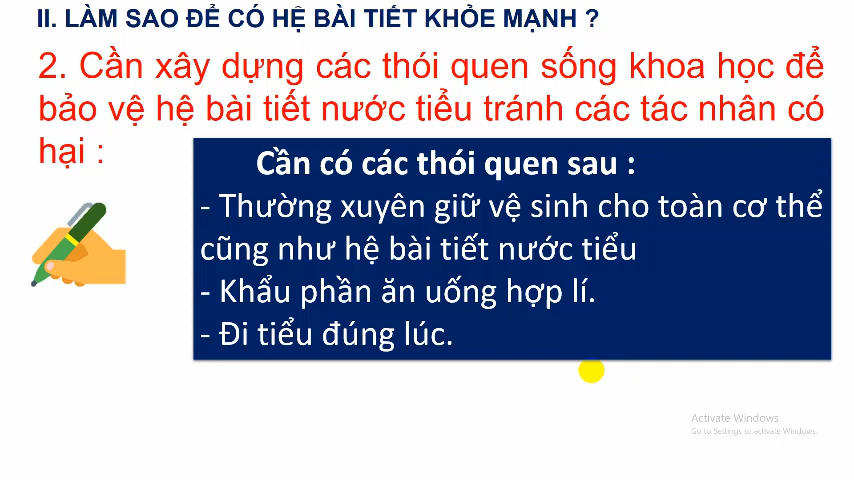 II. LÀM SAO ĐỂ CÓ HỆ BÀI TIẾT KHỎE MẠNH ?
2. Cần xây dựng các thói quen sống khoa học để
bảo vệ hệ bài tiết nước tiểu tránh các tác nhân có
hại :
Cần có các thói quen sau :
- Thường xuyên giữ vệ sinh cho toàn cơ thể
cũng như hệ bài tiết nước tiểu
- Khẩu phần ăn uống hợp lí.
- Đi tiểu đúng lúc.
Activate Windows
Go to Settings to activate Windows.